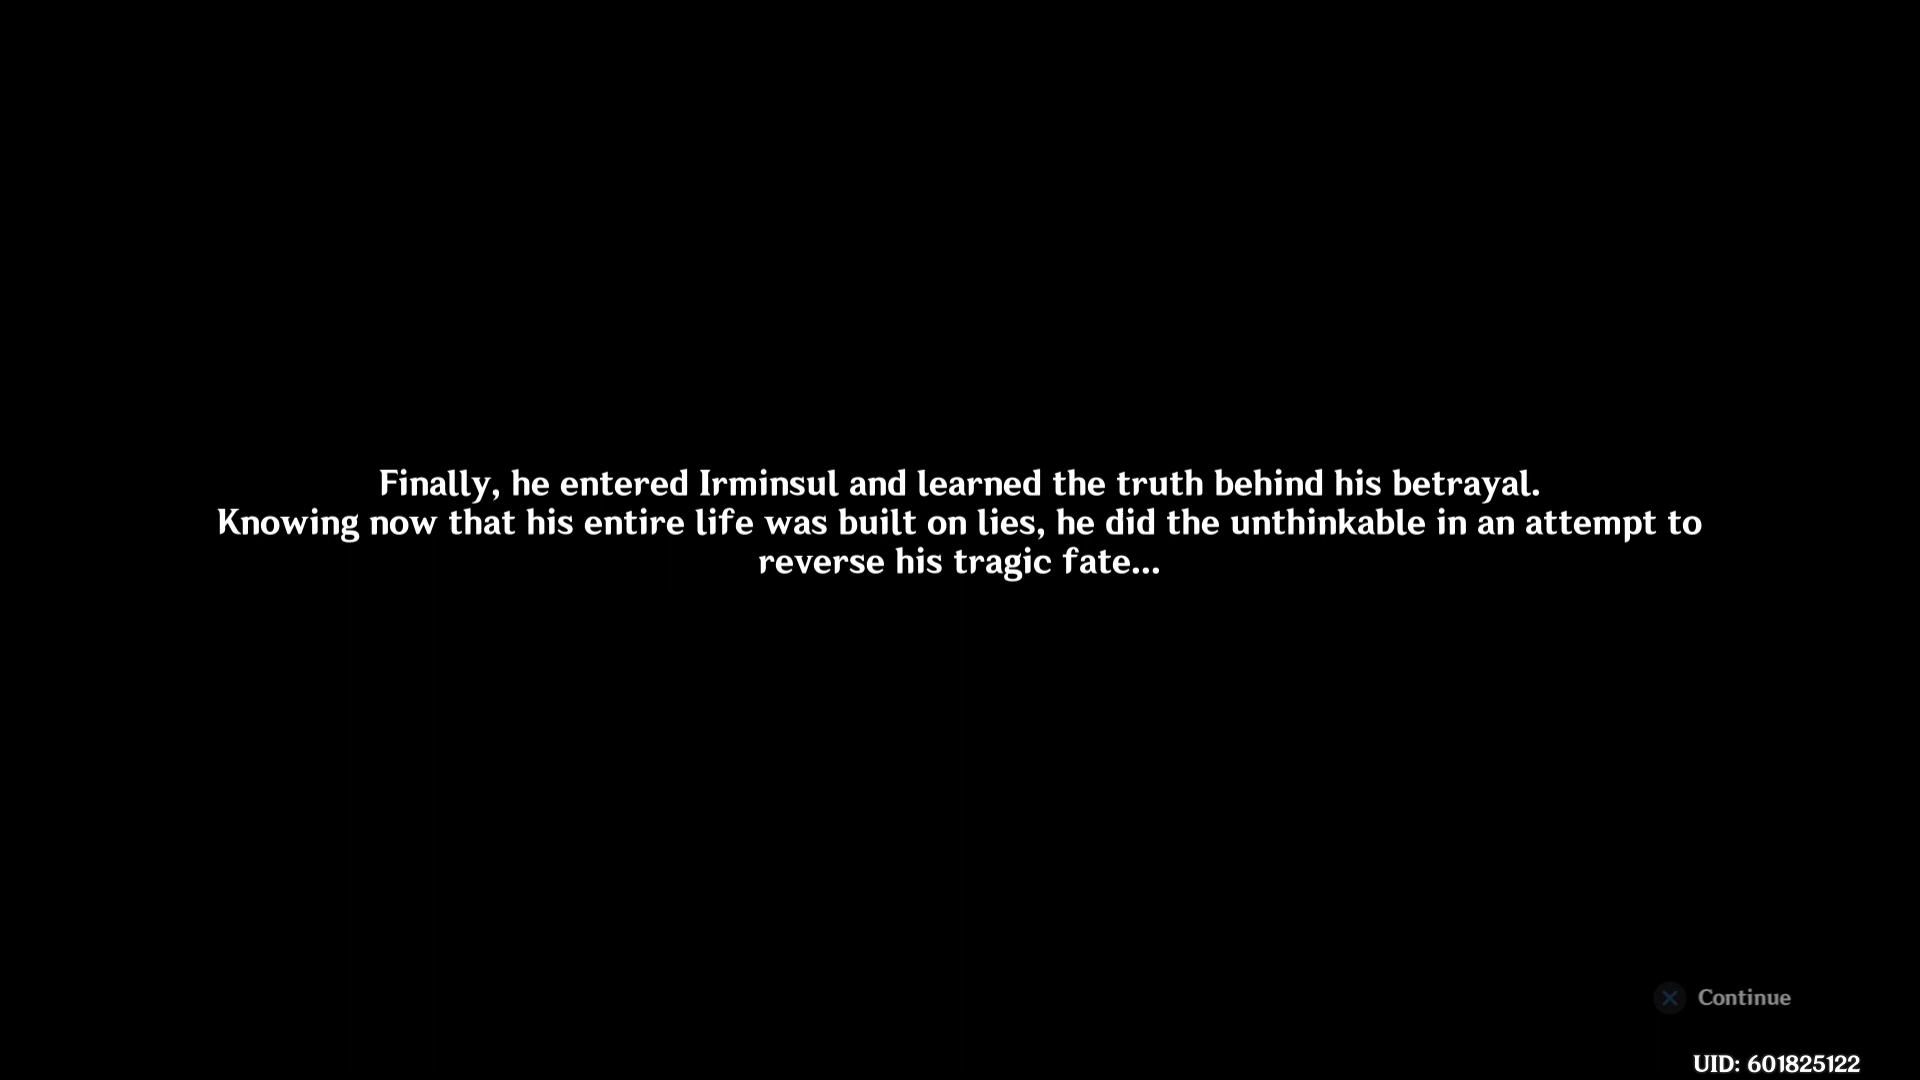 Finally, he entered Irminsul and learned the truth behind his betrayal.
Knowing now that his entire life was built on lies, he did the unthinkable in an attempt to
reverse his tragic fate...
Continue
UID: 601825122